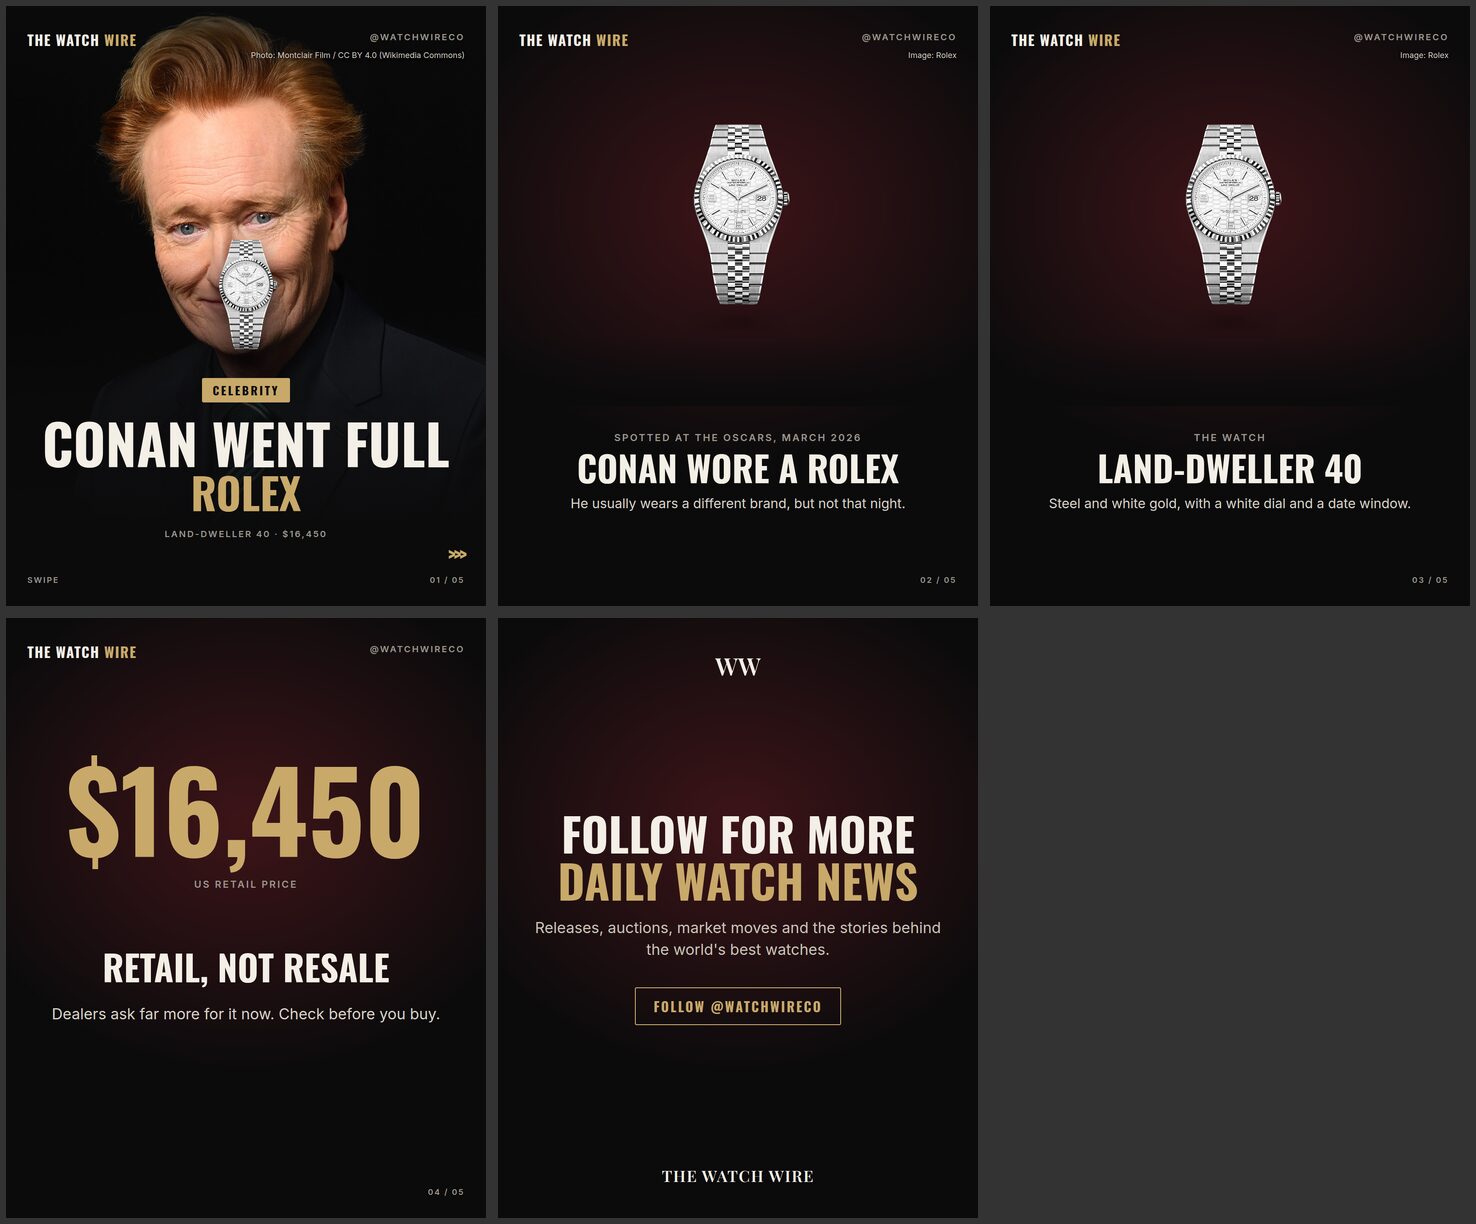 THE WATCH WIRE
@WATCHWIRECO
Photo: Montclair Film / CC BY 4.0 (Wikimedia Commons)
CELEBRITY
CONAN WENT FULL
ROLEX
LAND-DWELLER 40 · $16,450
>>>
SWIPE
01 / 05
THE WATCH WIRE
@WATCHWIRECO
Image: Rolex
28
SPOTTED AT THE OSCARS, MARCH 2026
CONAN WORE A ROLEX
He usually wears a different brand, but not that night.
02 / 05
THE WATCH WIRE
@WATCHWIRECO
Image: Rolex
28
THE WATCH
LAND-DWELLER 40
Steel and white gold, with a white dial and a date window.
03 / 05
THE WATCH WIRE
@WATCHWIRECO
$16,450
US RETAIL PRICE
RETAIL, NOT RESALE
Dealers ask far more for it now. Check before you buy.
04 / 05
WW
FOLLOW FOR MORE
DAILY WATCH NEWS
Releases, auctions, market moves and the stories behind
the world's best watches.
FOLLOW @WATCHWIRECO
THE WATCH WIRE